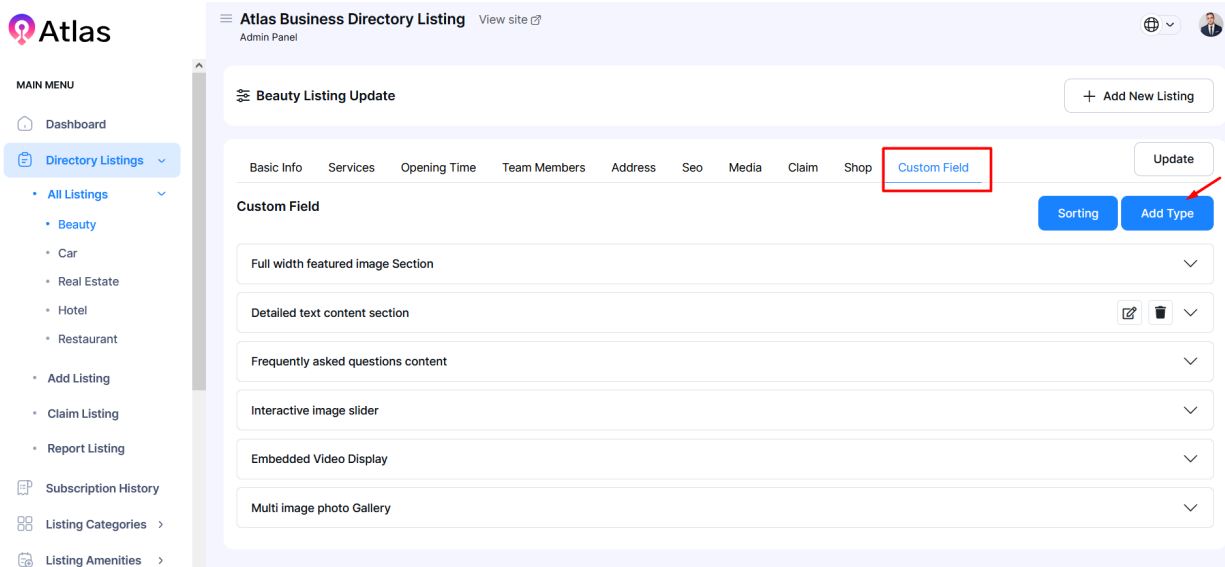 Atlas
Atlas Business Directory Listing View site
Admin Panel
MAIN MENU
Dashboard
Directory Listings
All Listings
Beauty
Car
Real Estate
Hotel
Restaurant
Add Listing
Claim Listing
Report Listing
Subscription History
Listing Categories
Listing Amenities
Beauty Listing Update
Add New Listing
Basic Info Services Opening Time Team Members Address Seo Media Claim Shop Custom Field
Update
Custom Field
Sorting
Add Type
Full width featured image Section
Detailed text content section
Frequently asked questions content
Interactive image slider
Embedded Video Display
Multi image photo Gallery